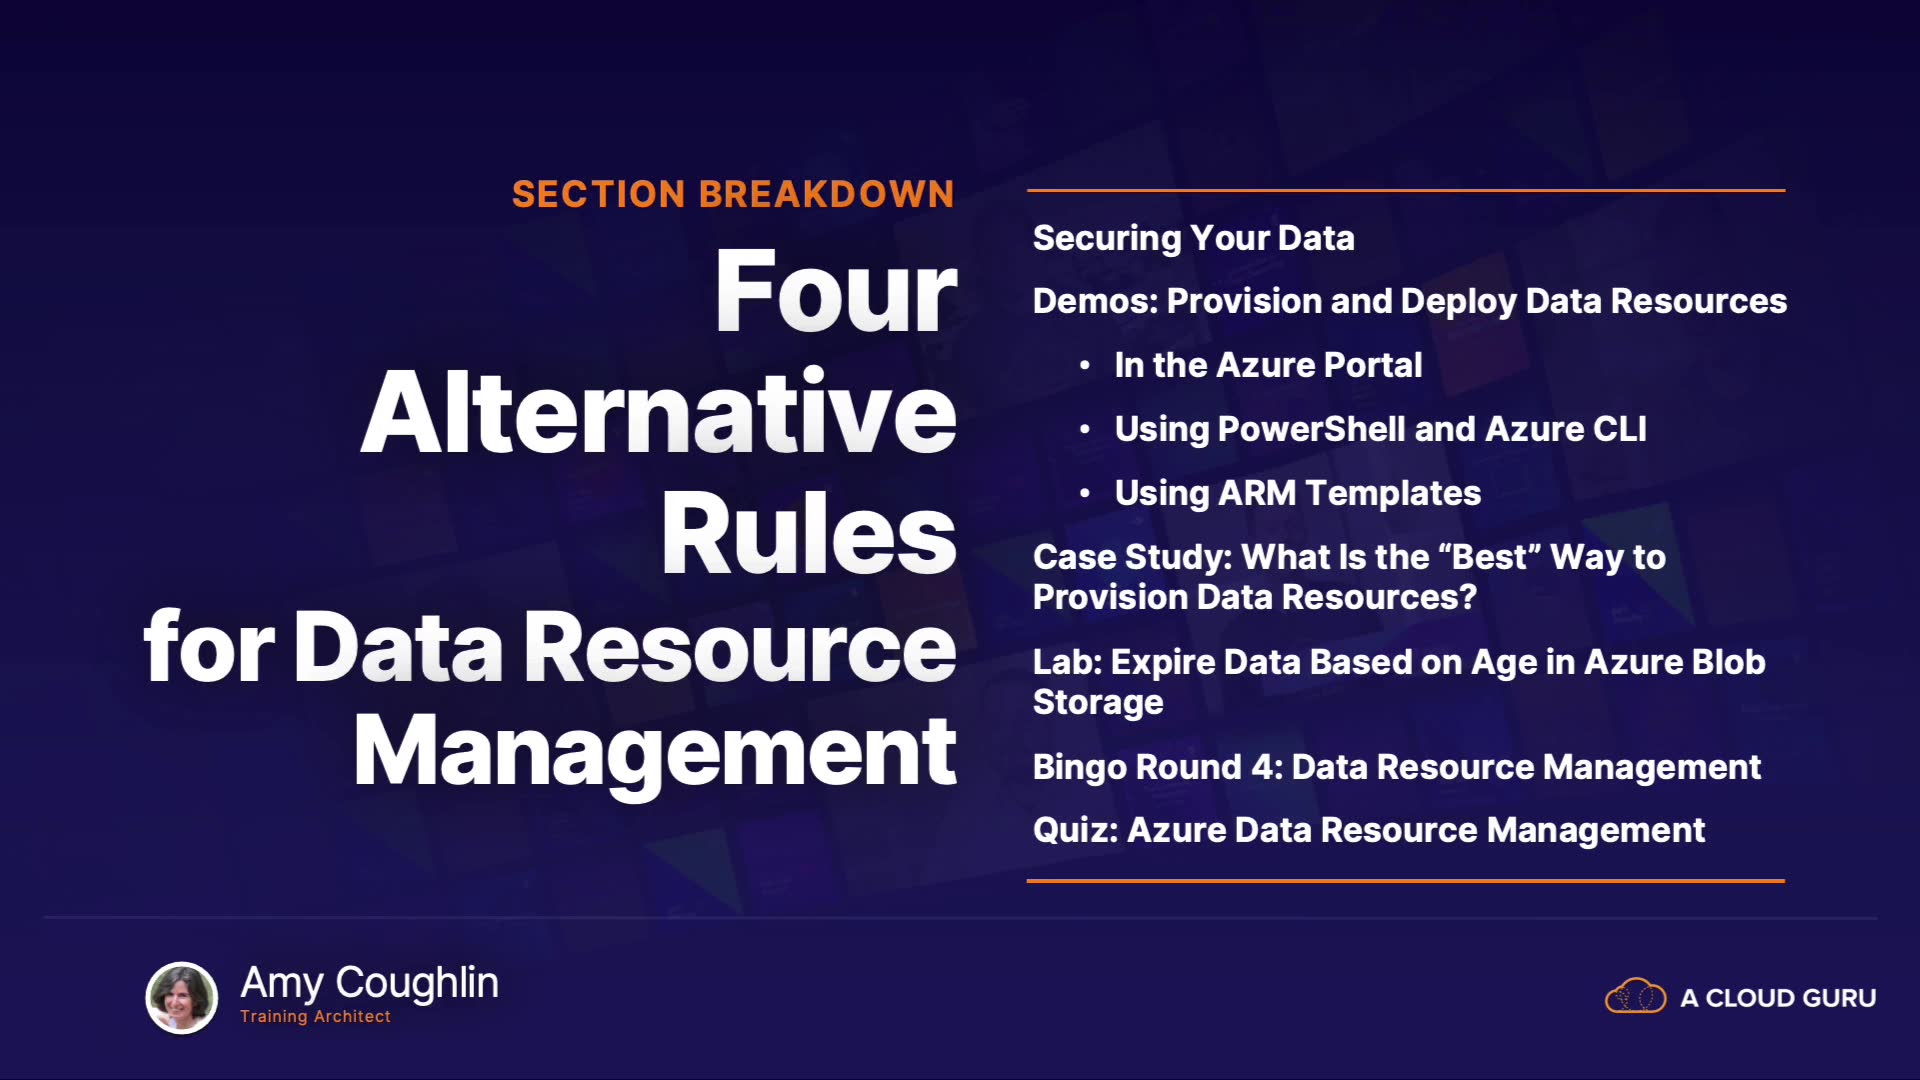 SECTION BREAKDOWN
Four
Alternative
Rules
for Data Resource
Management
Securing Your Data
Demos: Provision and Deploy Data Resources
• In the Azure Portal
• Using PowerShell and Azure CLI
• Using ARM Templates
Case Study: What Is the “Best” Way to
Provision Data Resources?
Lab: Expire Data Based on Age in Azure Blob
Storage
Bingo Round 4: Data Resource Management
Quiz: Azure Data Resource Management
Amy Coughlin
Training Architect
A CLOUD GURU